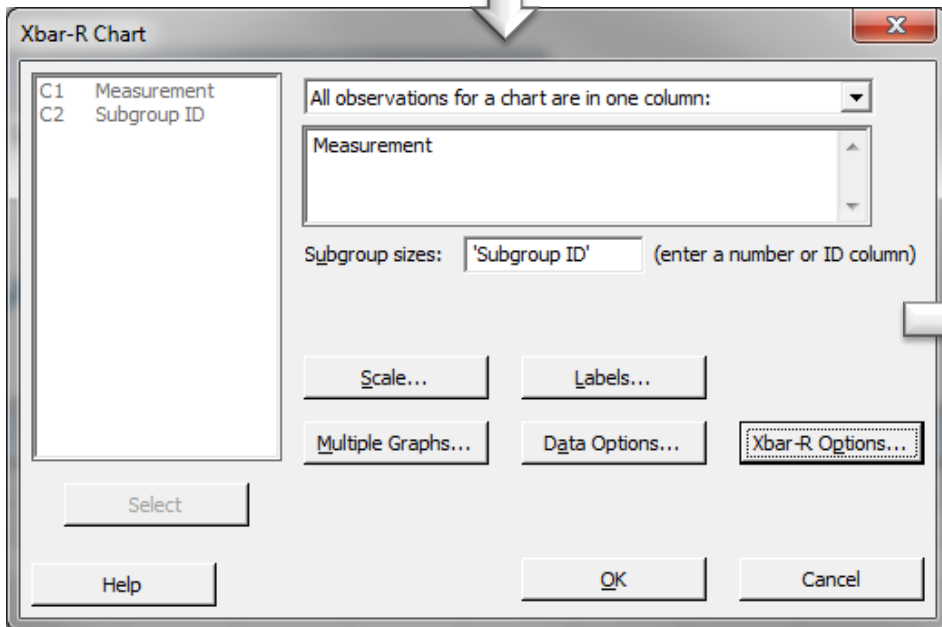 Xbar-R Chart
C1 Measurement
C2 Subgroup ID
All observations for a chart are in one column:
Measurement
Subgroup sizes: 'Subgroup ID' (enter a number or ID column)
Scale... Labels...
Multiple Graphs... Data Options... Xbar-R Options...
Select
Help OK Cancel